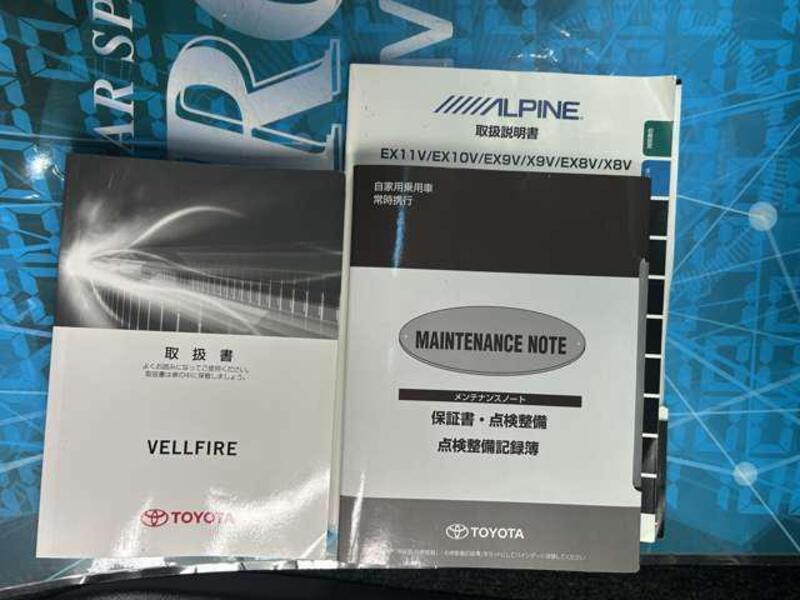 AR SP
RO
V
ALPINE
取扱説明書
EX11V/EX10V/EX9V/X9V/EX8V/X8V
取扱書
よくお読みになってご使用ください。
取扱書は車の中に保管しましょう。
VELLFIRE
TOYOTA
自家用乗用車
常時携行
MAINTENANCE NOTE
メンテナンスノート
保証書・点検整備
点検整備記録簿
TOYOTA